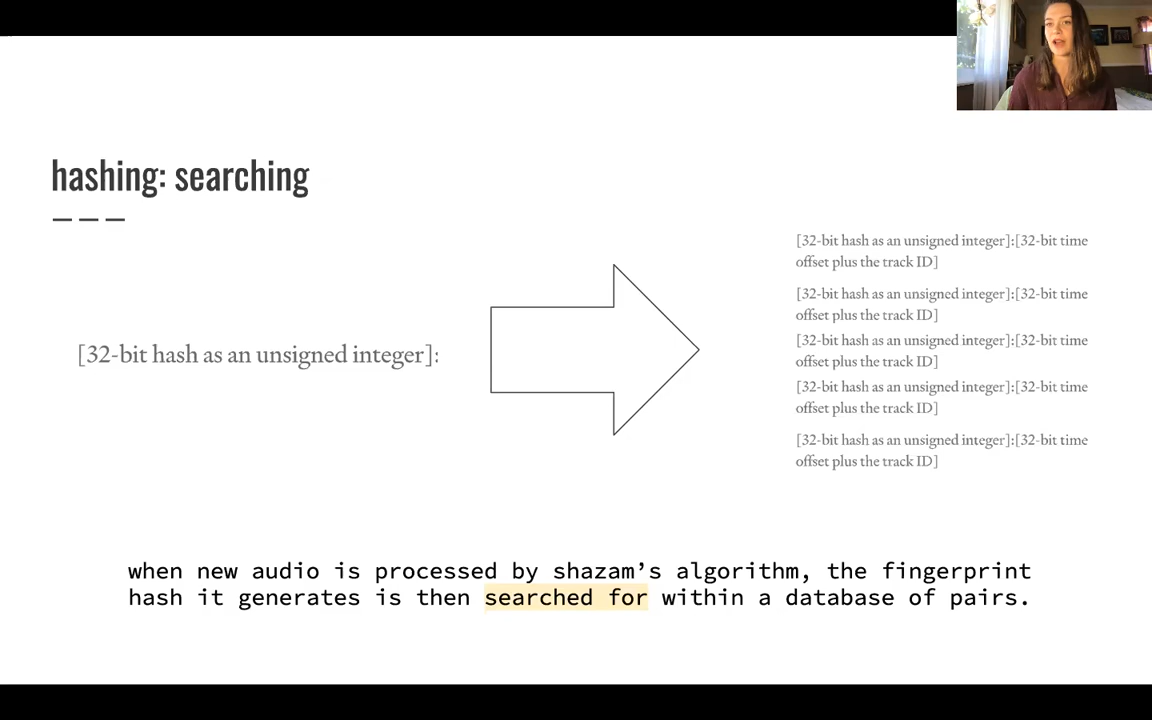 hashing: searching
[32-bit hash as an unsigned integer]:
[32-bit hash as an unsigned integer]:[32-bit time
offset plus the track ID]
[32-bit hash as an unsigned integer]:[32-bit time
offset plus the track ID]
[32-bit hash as an unsigned integer]:[32-bit time
offset plus the track ID]
[32-bit hash as an unsigned integer]:[32-bit time
offset plus the track ID]
[32-bit hash as an unsigned integer]:[32-bit time
offset plus the track ID]
when new audio is processed by shazam’s algorithm, the fingerprint
hash it generates is then searched for within a database of pairs.